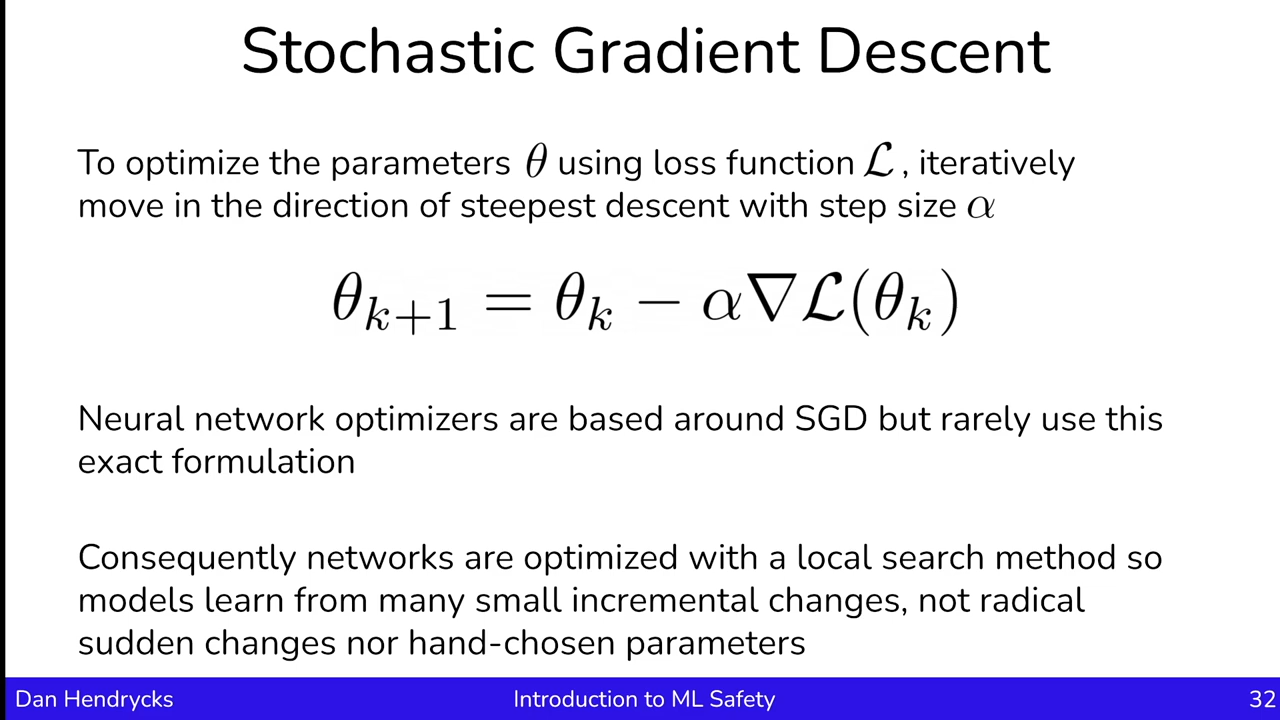 Stochastic Gradient Descent
To optimize the parameters θ using loss function ℒ, iteratively
move in the direction of steepest descent with step size α
θ_{k+1} = θ_k − α∇ℒ(θ_k)
Neural network optimizers are based around SGD but rarely use this
exact formulation
Consequently networks are optimized with a local search method so
models learn from many small incremental changes, not radical
sudden changes nor hand-chosen parameters
Dan Hendrycks
Introduction to ML Safety
32